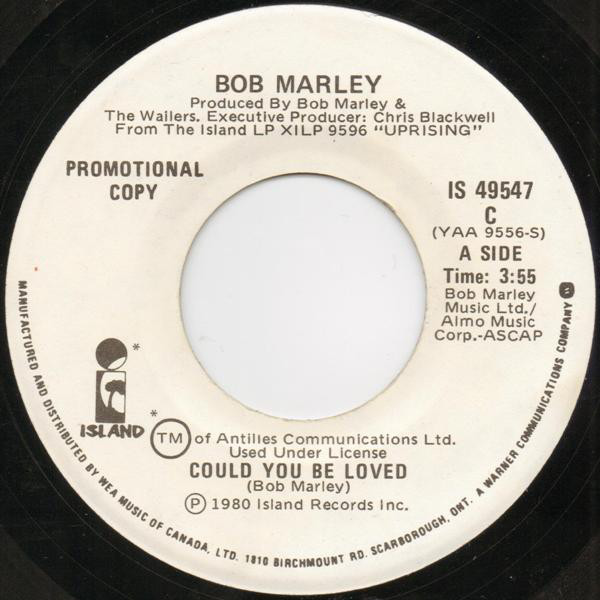 BOB MARLEY
Produced By Bob Marley &
The Wailers. Executive Producer: Chris Blackwell
From The Island LP XILP 9596 "UPRISING"
PROMOTIONAL
COPY
IS 49547
C
(YAA 9556-S)
A SIDE
Time: 3:55
Bob Marley
Music Ltd./
Almo Music
Corp.-ASCAP
*
ISLAND
*
TM of Antilles Communications Ltd.
Used Under License
COULD YOU BE LOVED
(Bob Marley)
Ⓟ 1980 Island Records Inc.
MANUFACTURED AND DISTRIBUTED BY WEA MUSIC OF CANADA, LTD. 1810 BIRCHMOUNT RD. SCARBOROUGH, ONT. A WARNER COMMUNICATIONS COMPANY